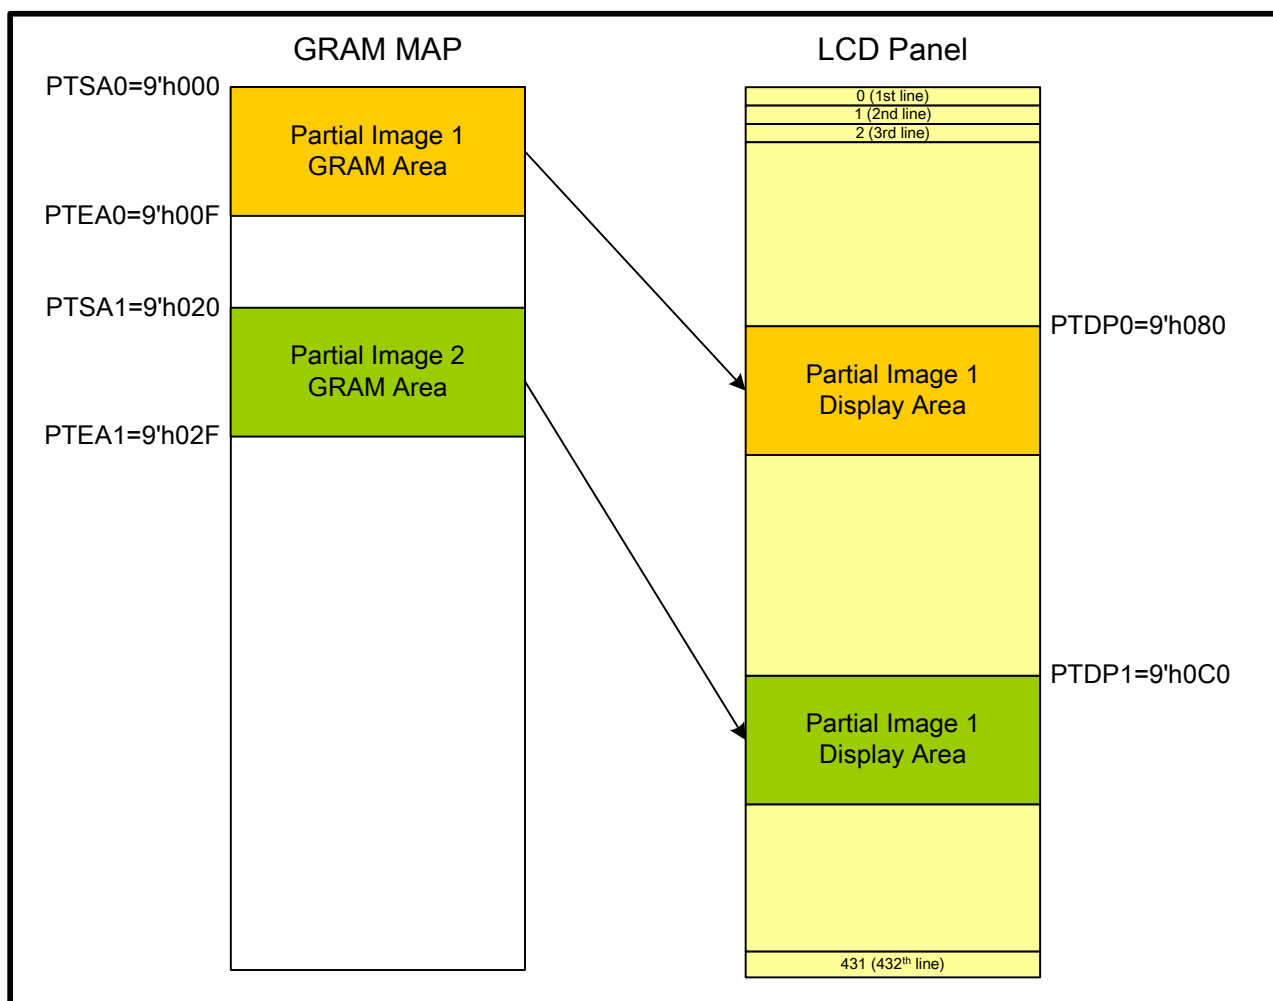 GRAM MAP
LCD Panel
PTSA0=9'h000
0 (1st line)
1 (2nd line)
2 (3rd line)
Partial Image 1
GRAM Area
PTEA0=9'h00F
PTSA1=9'h020
Partial Image 2
GRAM Area
PTEA1=9'h02F
PTDP0=9'h080
Partial Image 1
Display Area
PTDP1=9'h0C0
Partial Image 1
Display Area
431 (432th line)